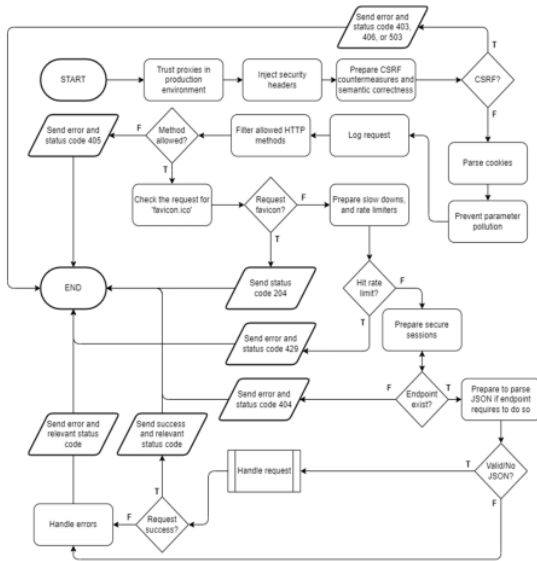 Send error and
status code 403,
406, or 503
T
START
Trust proxies in
production
environment
Inject security
headers
Prepare CSRF
countermeasures and
semantic correctness
CSRF?
F
Send error and
status code 405
F
Method
allowed?
T
Filter allowed HTTP
methods
Log request
Parse cookies
Check the request for
'favicon.ico'
Request
favicon?
F
T
Prepare slow downs,
and rate limiters
Prevent parameter
pollution
END
Send status
code 204
Hit rate
limit?
F
T
Prepare secure
sessions
Send error and
status code 429
Send error and
status code 404
F
Endpoint
exist?
T
Prepare to parse
JSON if endpoint
requires to do so
Send error and
relevant status
code
Send success
and relevant
status code
T
Handle request
T
Valid/No
JSON?
F
Handle errors
F
Request
success?